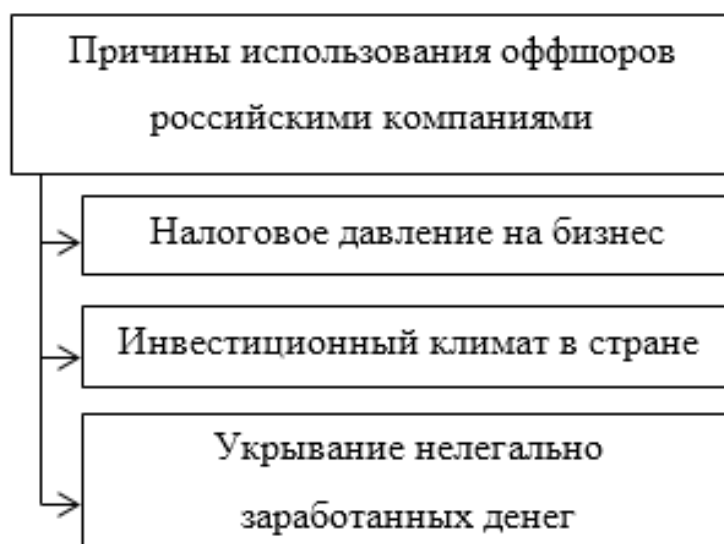 Причины использования оффшоров
российскими компаниями
Налоговое давление на бизнес
Инвестиционный климат в стране
Укрывание нелегально
заработанных денег